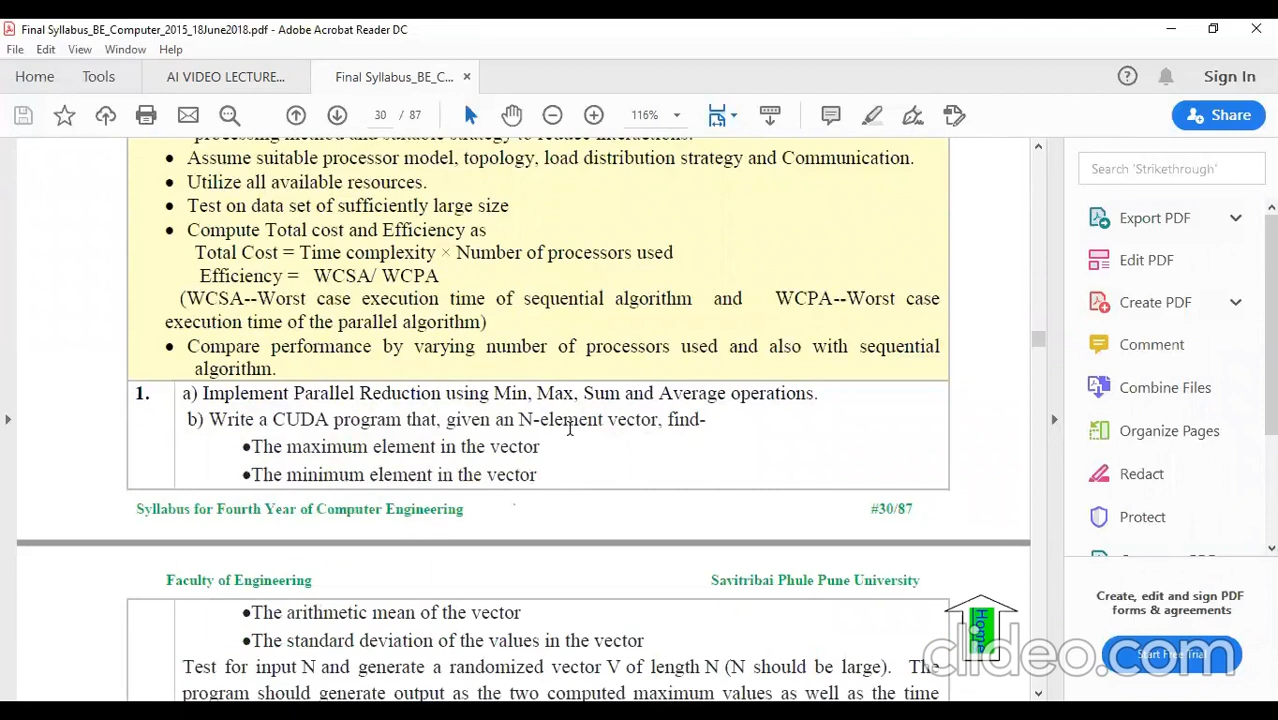 Final Syllabus_BE_Computer_2015_18June2018.pdf - Adobe Acrobat Reader DC
File Edit View Window Help
Home Tools AI VIDEO LECTURE... Final Syllabus_BE_C... × Sign In
30 / 87 116% Share
processing method and suitable strategy to reduce interactions.
• Assume suitable processor model, topology, load distribution strategy and Communication.
Search 'Strikethrough'
• Utilize all available resources.
• Test on data set of sufficiently large size
Export PDF
• Compute Total cost and Efficiency as
Total Cost = Time complexity × Number of processors used
Edit PDF
Efficiency = WCSA/ WCPA
(WCSA--Worst case execution time of sequential algorithm and WCPA--Worst case
Create PDF
execution time of the parallel algorithm)
• Compare performance by varying number of processors used and also with sequential
Comment
algorithm.
1. a) Implement Parallel Reduction using Min, Max, Sum and Average operations.
Combine Files
b) Write a CUDA program that, given an N-element vector, find-
Organize Pages
•The maximum element in the vector
•The minimum element in the vector
Redact
Syllabus for Fourth Year of Computer Engineering #30/87
Protect
Faculty of Engineering Savitribai Phule Pune University
Create, edit and sign PDF
forms & agreements
•The arithmetic mean of the vector
Home
•The standard deviation of the values in the vector
Start Free Trial
clideo.com
Test for input N and generate a randomized vector V of length N (N should be large). The
program should generate output as the two computed maximum values as well as the time